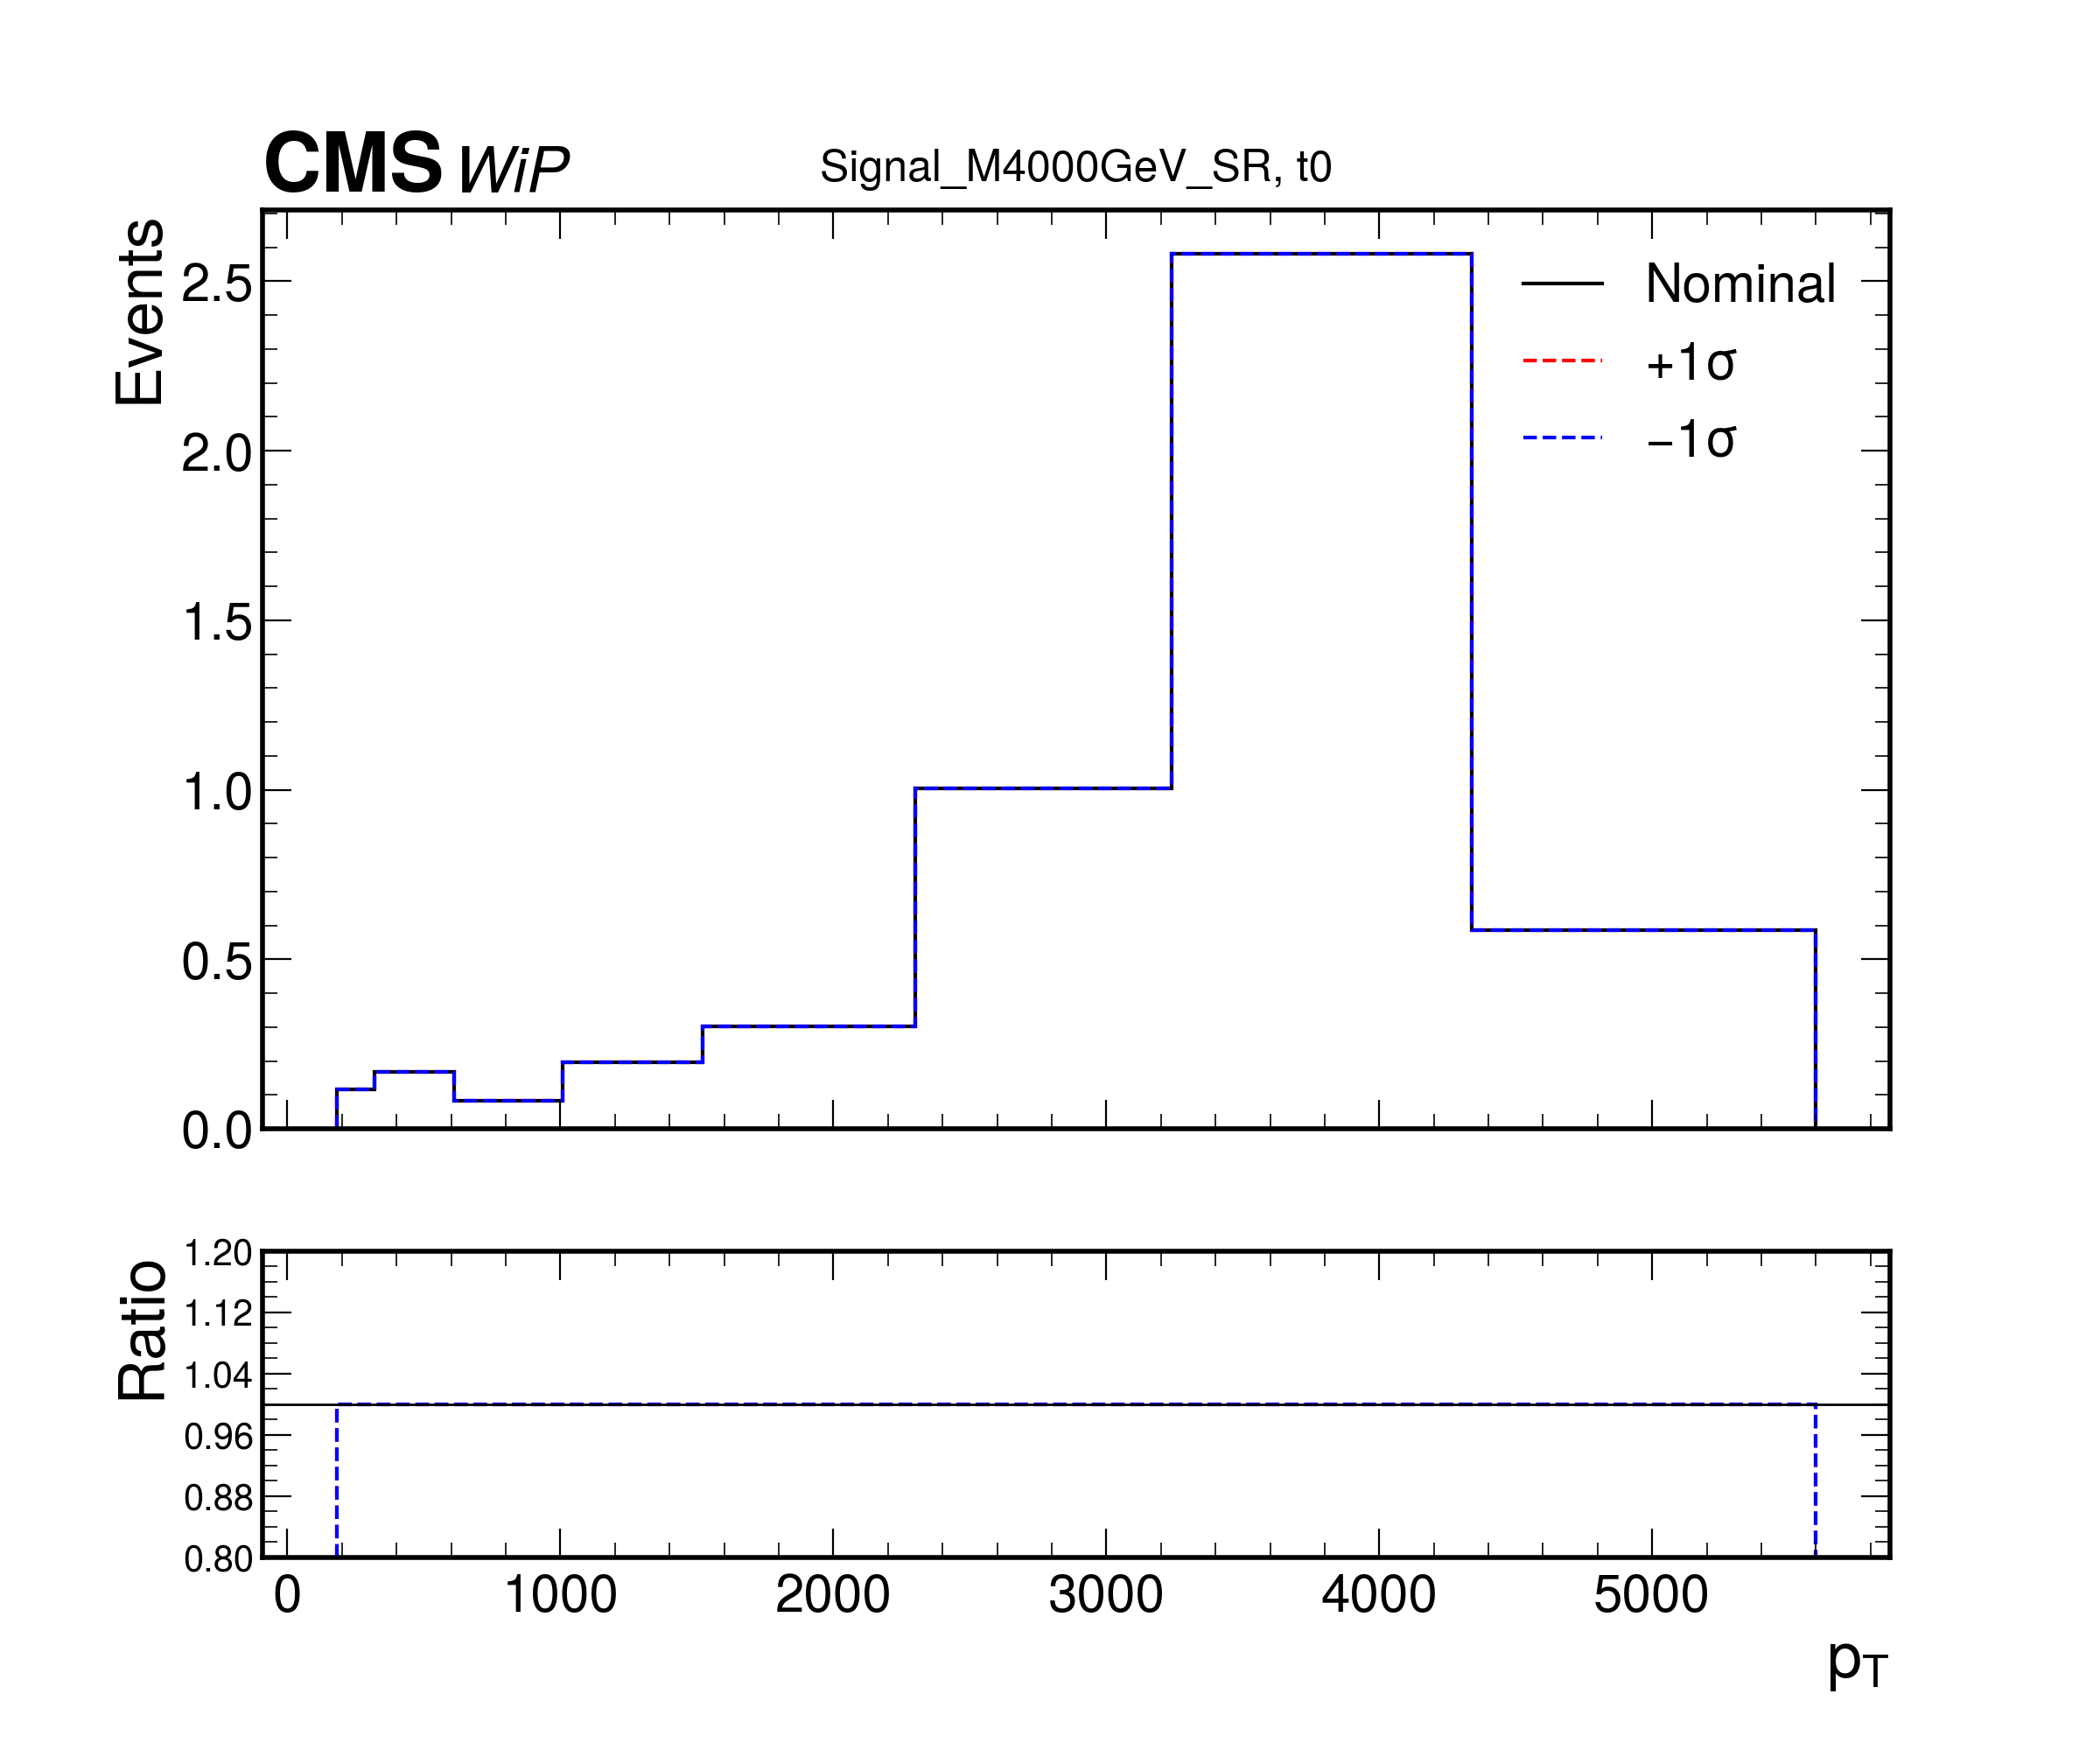 CMS WiP Signal_M4000GeV_SR, t0
Events
2.5
2.0
1.5
1.0
0.5
0.0
Nominal
+1σ
−1σ
Ratio
1.20
1.12
1.04
0.96
0.88
0.80
0 1000 2000 3000 4000 5000
pT